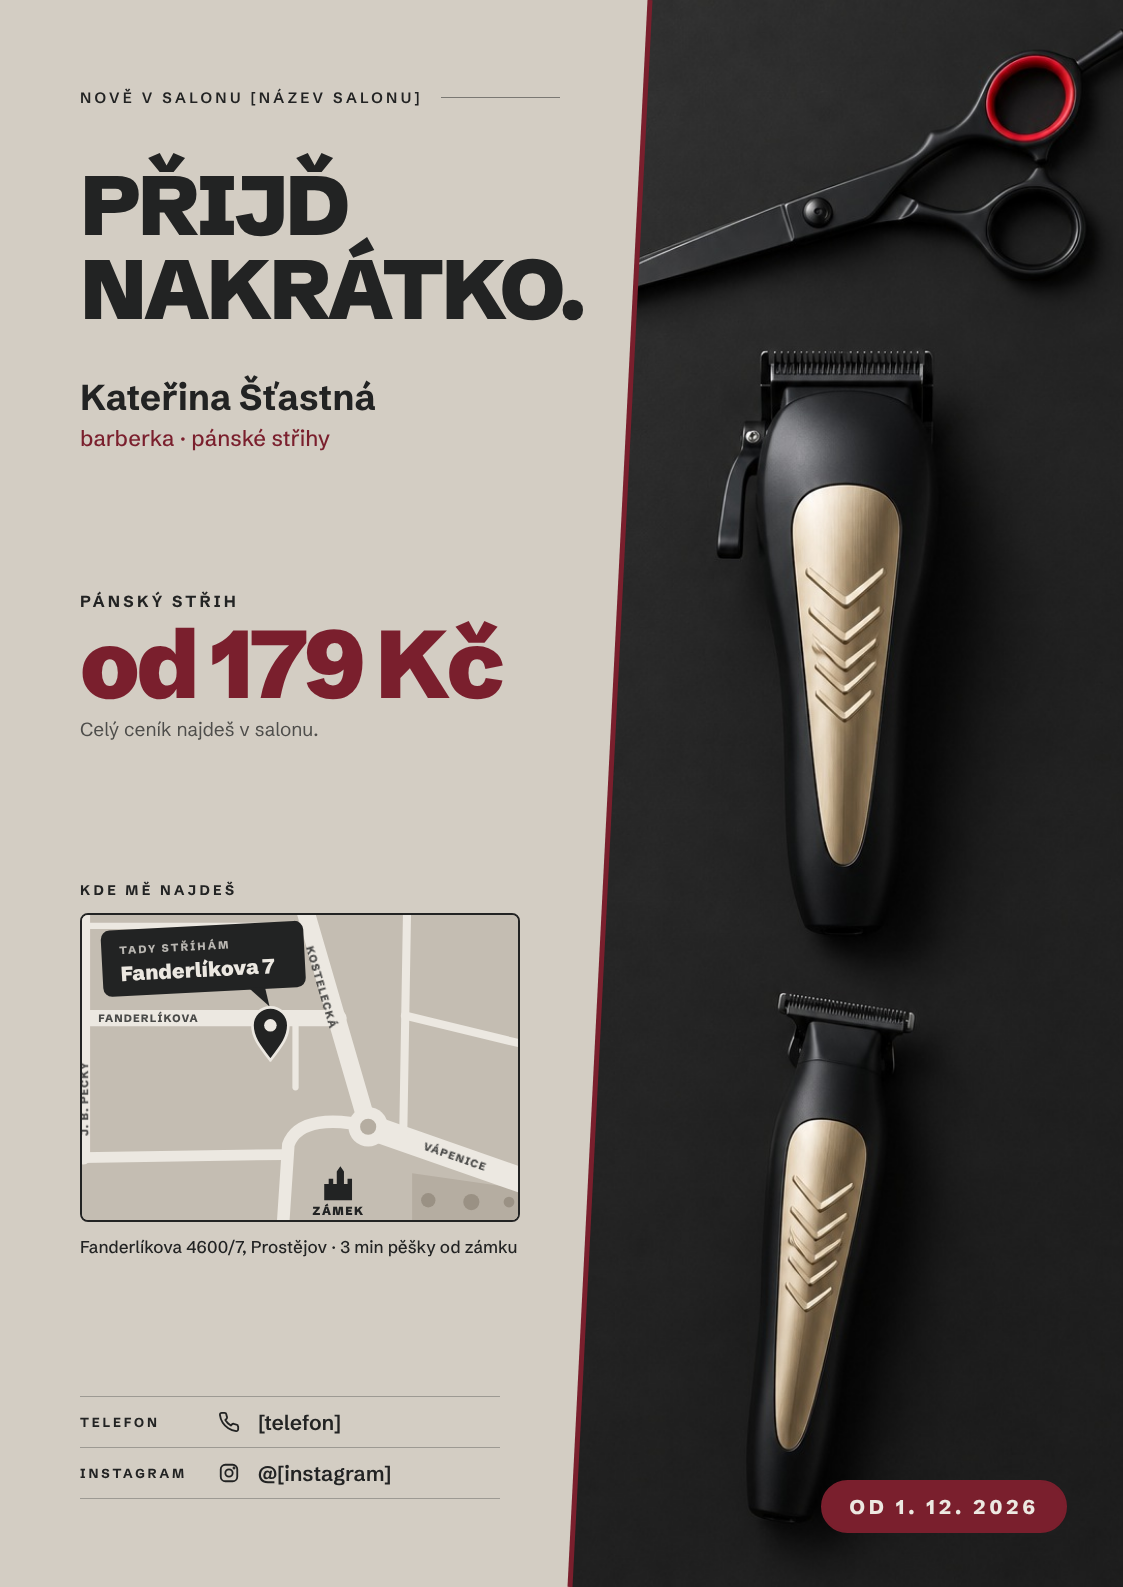 NOVĚ V SALONU [NÁZEV SALONU]
PŘIJĎ
NAKRÁTKO.
Kateřina Šťastná
barberka · pánské střihy
PÁNSKÝ STŘIH
od 179 Kč
Celý ceník najdeš v salonu.
KDE MĚ NAJDEŠ
TADY STŘÍHÁM
Fanderlíkova 7
KOSTELECKÁ
FANDERLÍKOVA
J. B. PECKY
VÁPENICE
ZÁMEK
Fanderlíkova 4600/7, Prostějov · 3 min pěšky od zámku
TELEFON [telefon]
INSTAGRAM @[instagram]
OD 1. 12. 2026